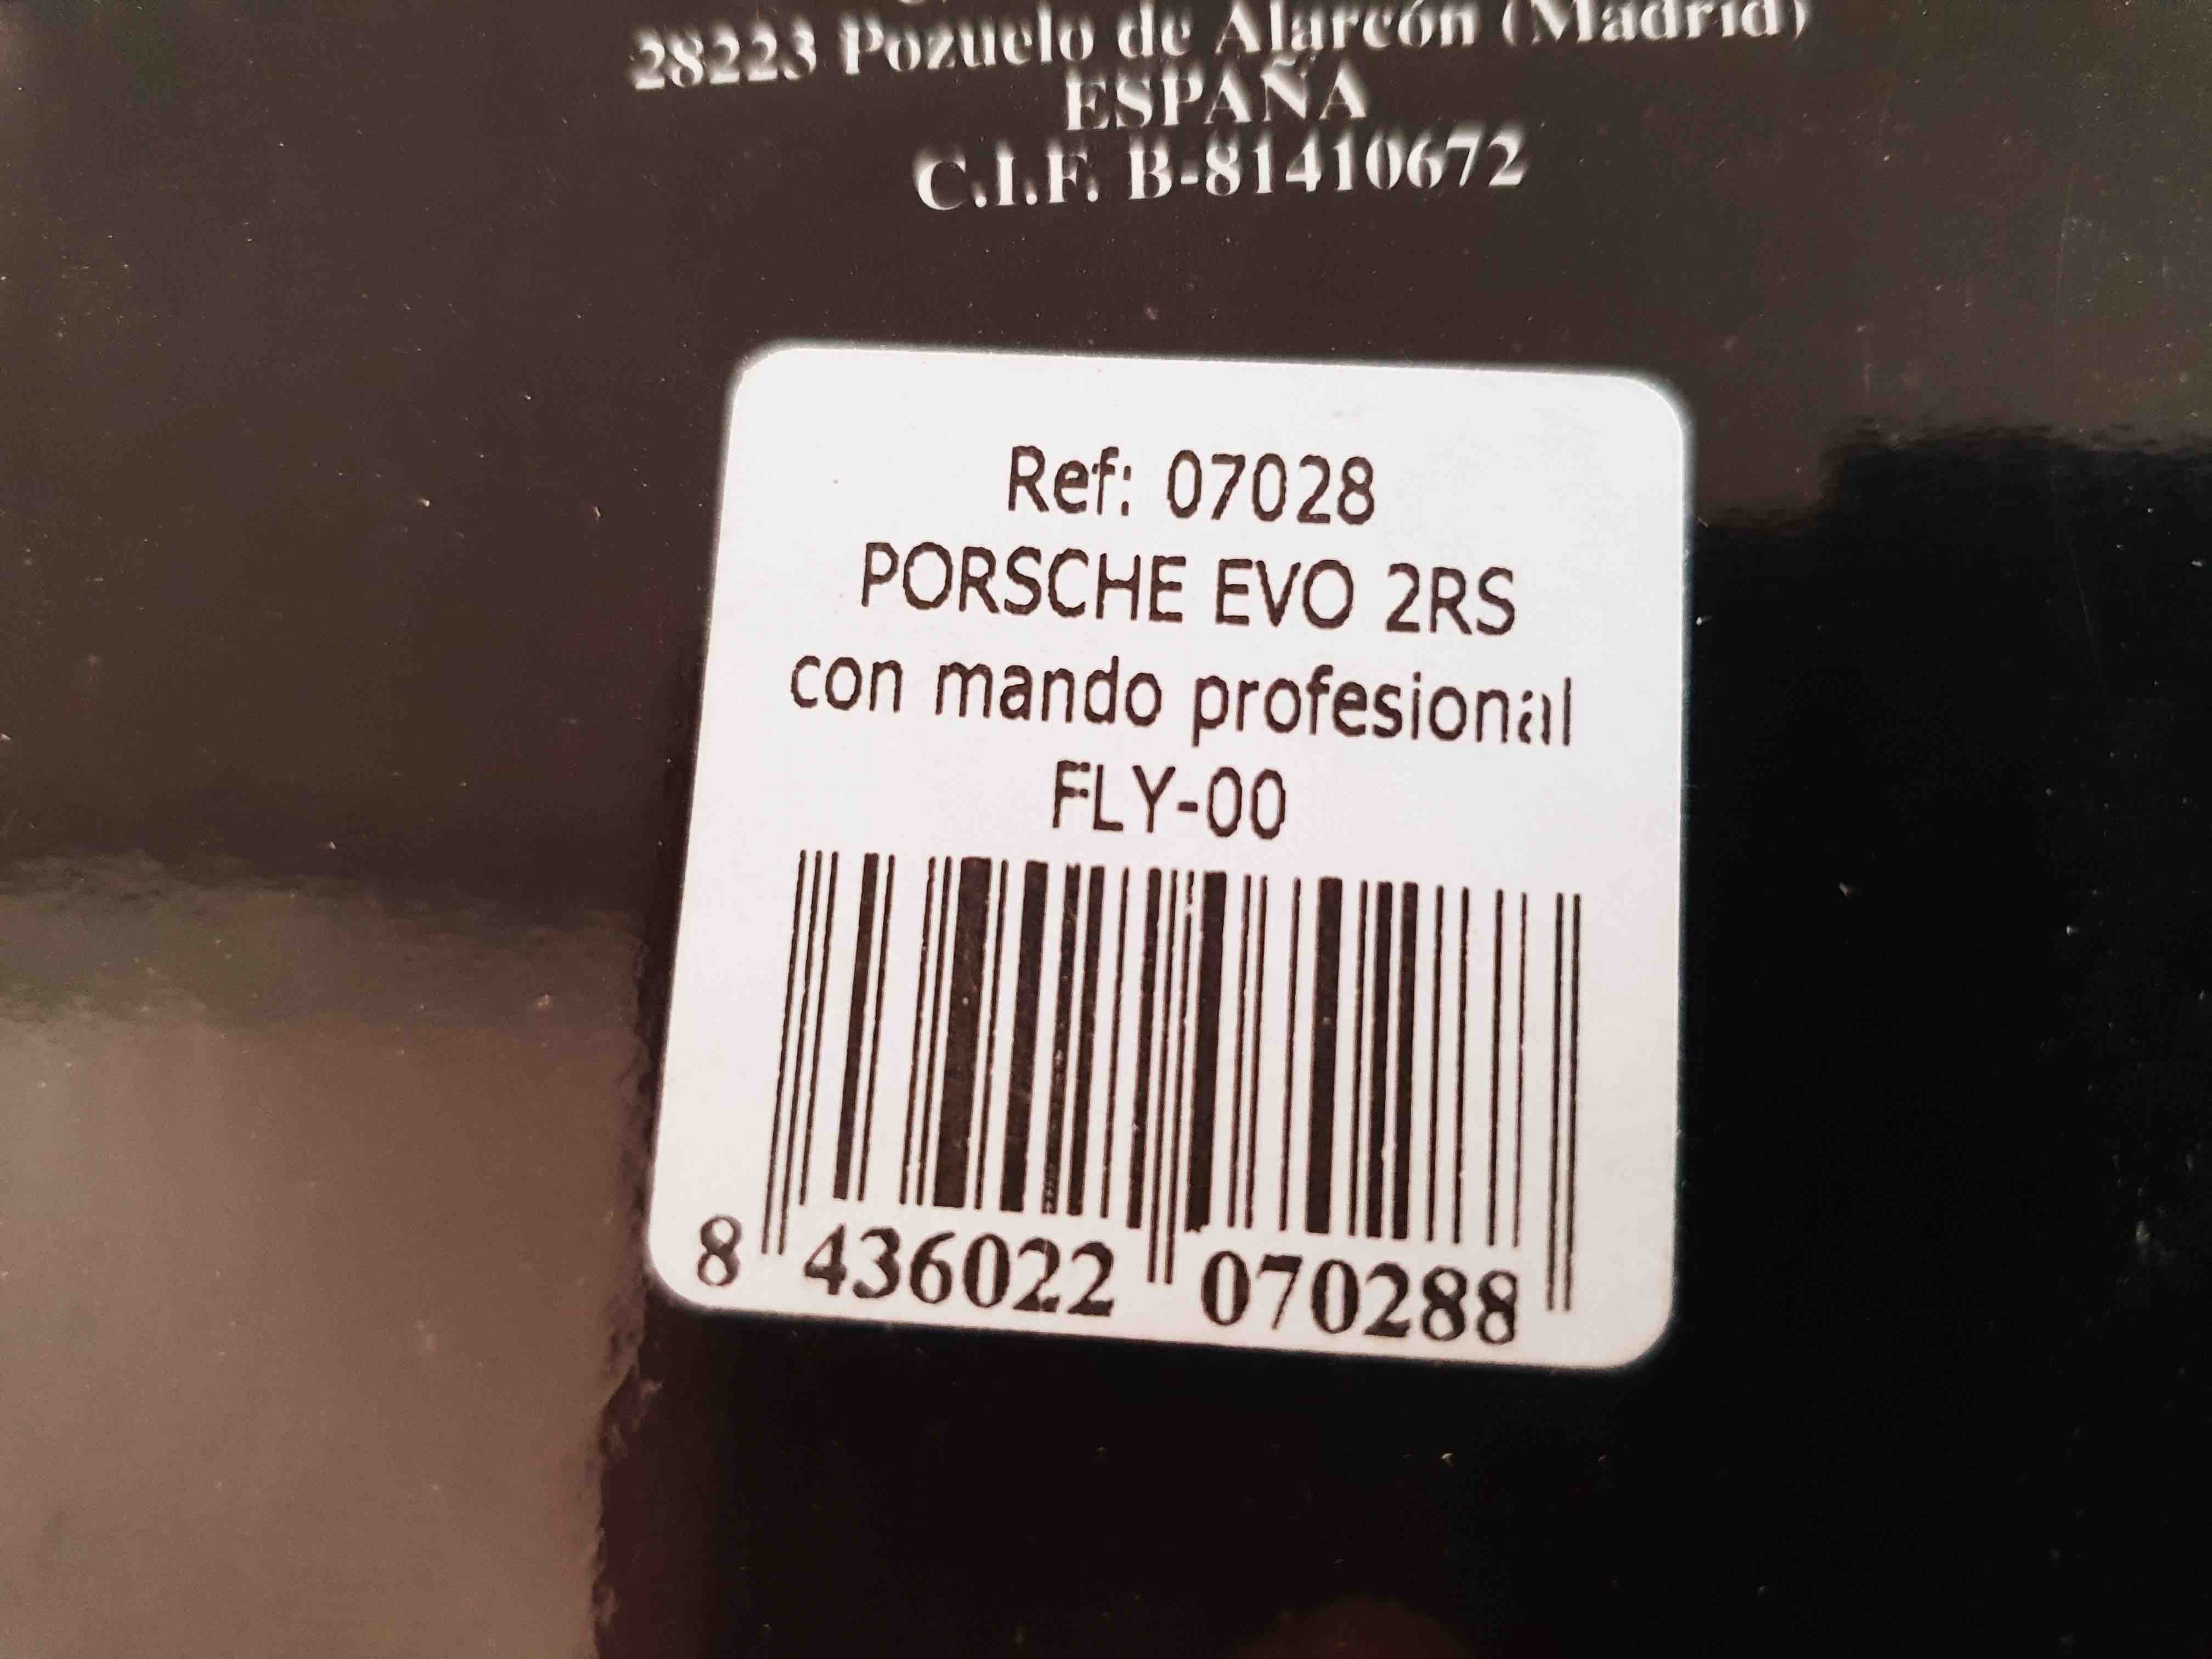 28223 Pozuelo de Alarcón (Madrid)
ESPAÑA
C.I.F. B-81410672
Ref: 07028
PORSCHE EVO 2RS
con mando profesional
FLY-00
8 436022 070288